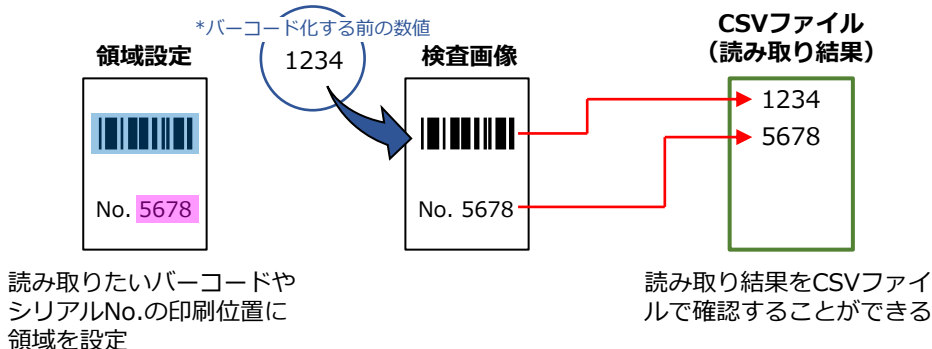 *バーコード化する前の数値
1234
領域設定
No. 5678
読み取りたいバーコードや
シリアルNo.の印刷位置に
領域を設定
検査画像
No. 5678
CSVファイル
（読み取り結果）
1234
5678
読み取り結果をCSVファイ
ルで確認することができる